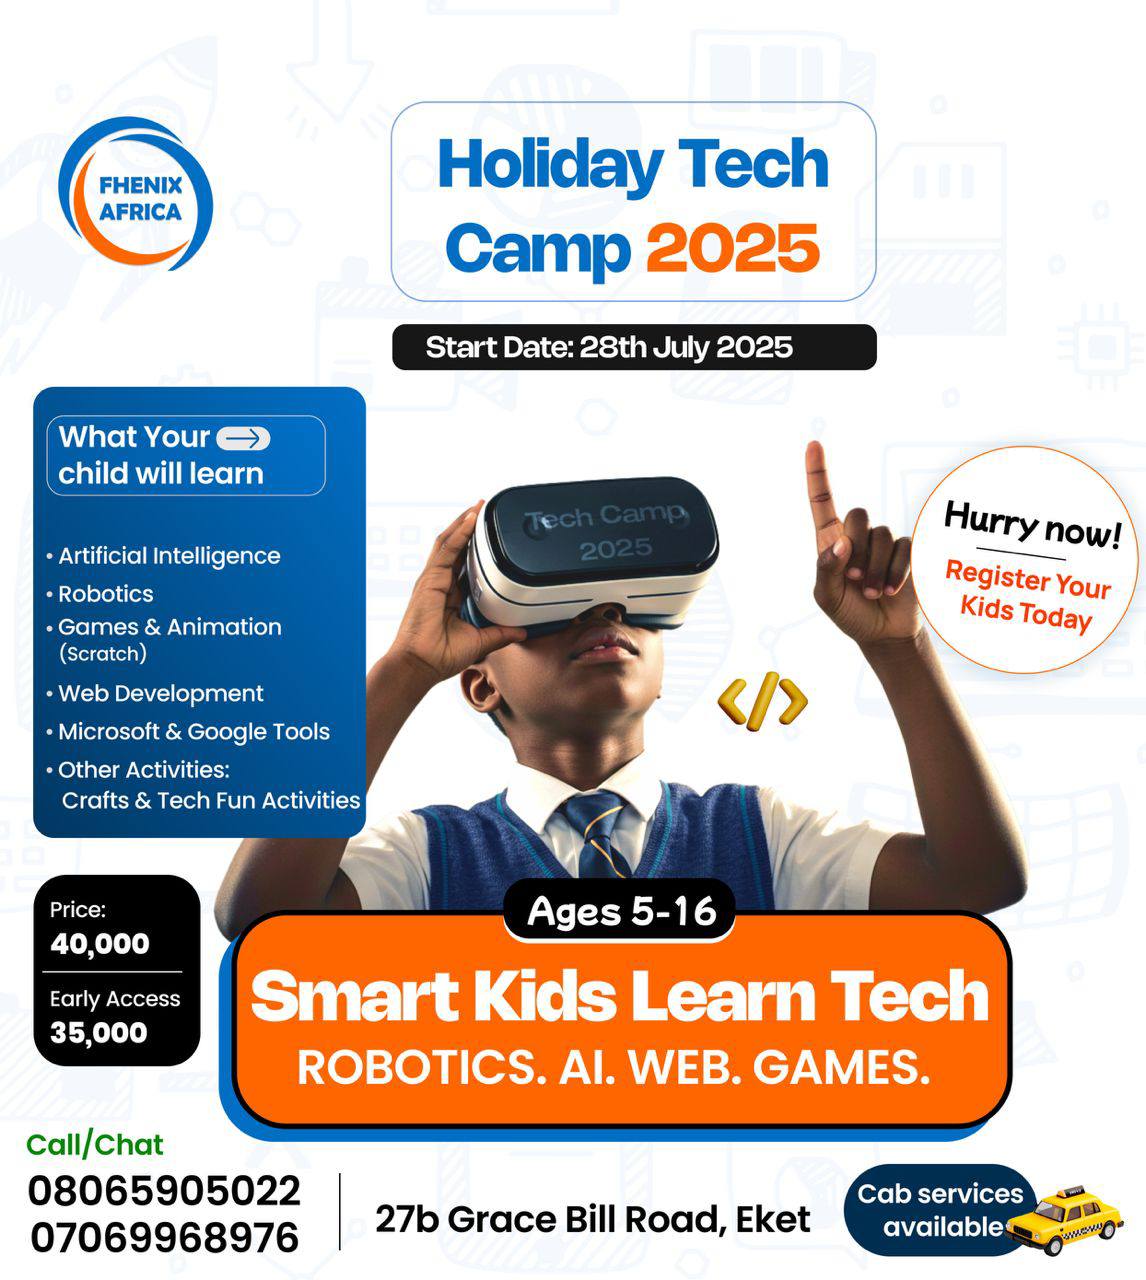 FHENIX
AFRICA
Holiday Tech
Camp 2025
Start Date: 28th July 2025
What Your
child will learn
• Artificial Intelligence
• Robotics
• Games & Animation
(Scratch)
• Web Development
• Microsoft & Google Tools
• Other Activities:
Crafts & Tech Fun Activities
Tech Camp
2025
Hurry now!
Register Your
Kids Today
</>
Price:
40,000
Early Access
35,000
Ages 5-16
Smart Kids Learn Tech
ROBOTICS. AI. WEB. GAMES.
Call/Chat
08065905022
07069968976
27b Grace Bill Road, Eket
Cab services
available